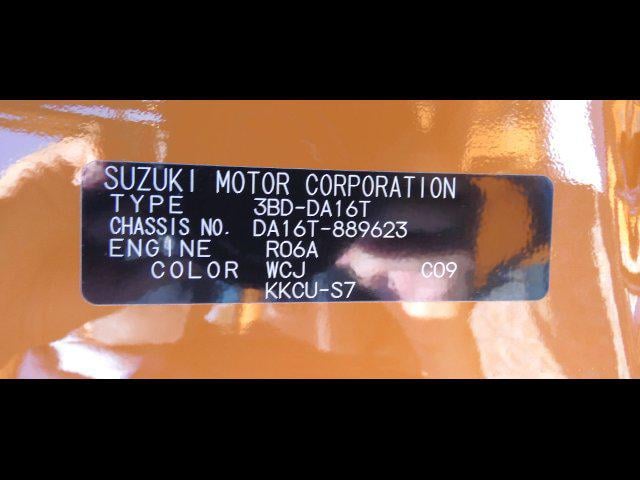 SUZUKI MOTOR CORPORATION
TYPE 3BD-DA16T
CHASSIS NO. DA16T-889623
ENGINE R06A
COLOR WCJ C09
KKCU-S7